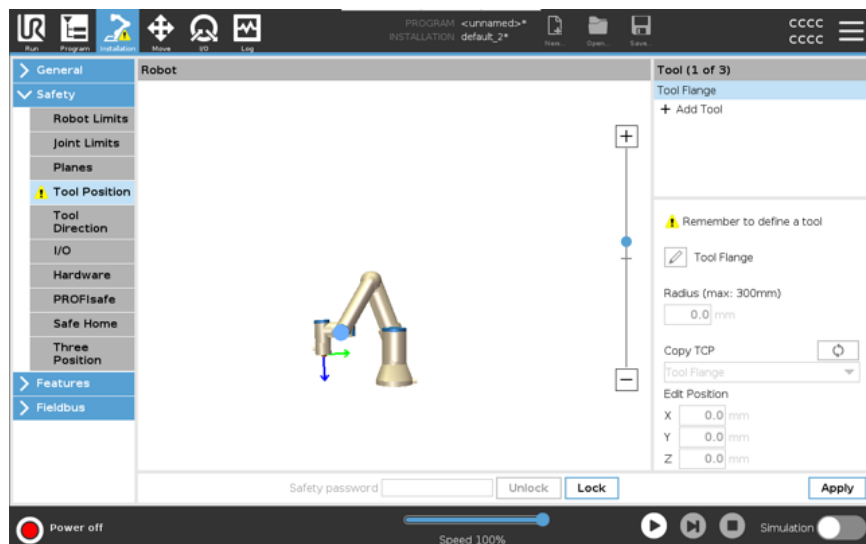 PROGRAM <unnamed>*
INSTALLATION default_2*
New...
Open...
Save...
CCCC
CCCC
Run
Program
Installation
Move
I/O
Log
General
Safety
Robot Limits
Joint Limits
Planes
Tool Position
Tool
Direction
I/O
Hardware
PROFIsafe
Safe Home
Three
Position
Features
Fieldbus
Robot
Tool (1 of 3)
Tool Flange
+ Add Tool
Remember to define a tool
Tool Flange
Radius (max: 300mm)
0.0 mm
Copy TCP
Tool Flange
Edit Position
X 0.0 mm
Y 0.0 mm
Z 0.0 mm
Safety password
Unlock
Lock
Apply
Power off
Speed 100%
Simulation